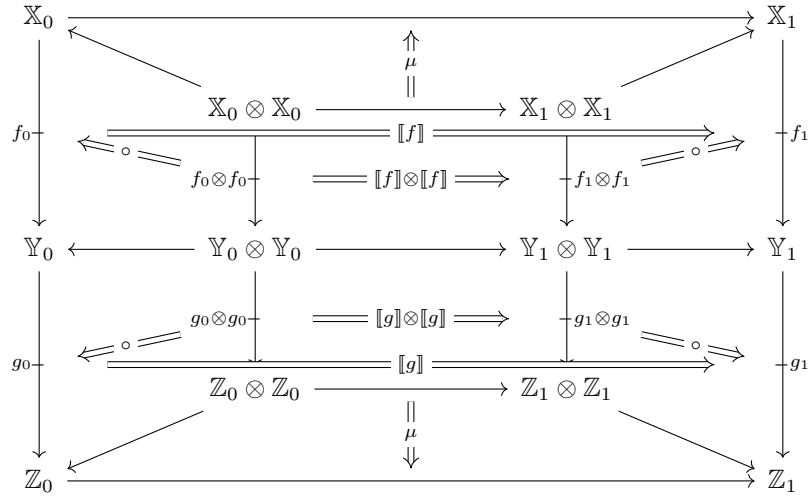 𝕏₀ 𝕏₁
μ
𝕏₀ ⊗ 𝕏₀ 𝕏₁ ⊗ 𝕏₁
f₀ ⟦f⟧ f₁
∘ f₀⊗f₀ ⟦f⟧⊗⟦f⟧ f₁⊗f₁ ∘
𝕐₀ 𝕐₀ ⊗ 𝕐₀ 𝕐₁ ⊗ 𝕐₁ 𝕐₁
∘ g₀⊗g₀ ⟦g⟧⊗⟦g⟧ g₁⊗g₁ ∘
g₀ ⟦g⟧ g₁
ℤ₀ ⊗ ℤ₀ ℤ₁ ⊗ ℤ₁
μ
ℤ₀ ℤ₁